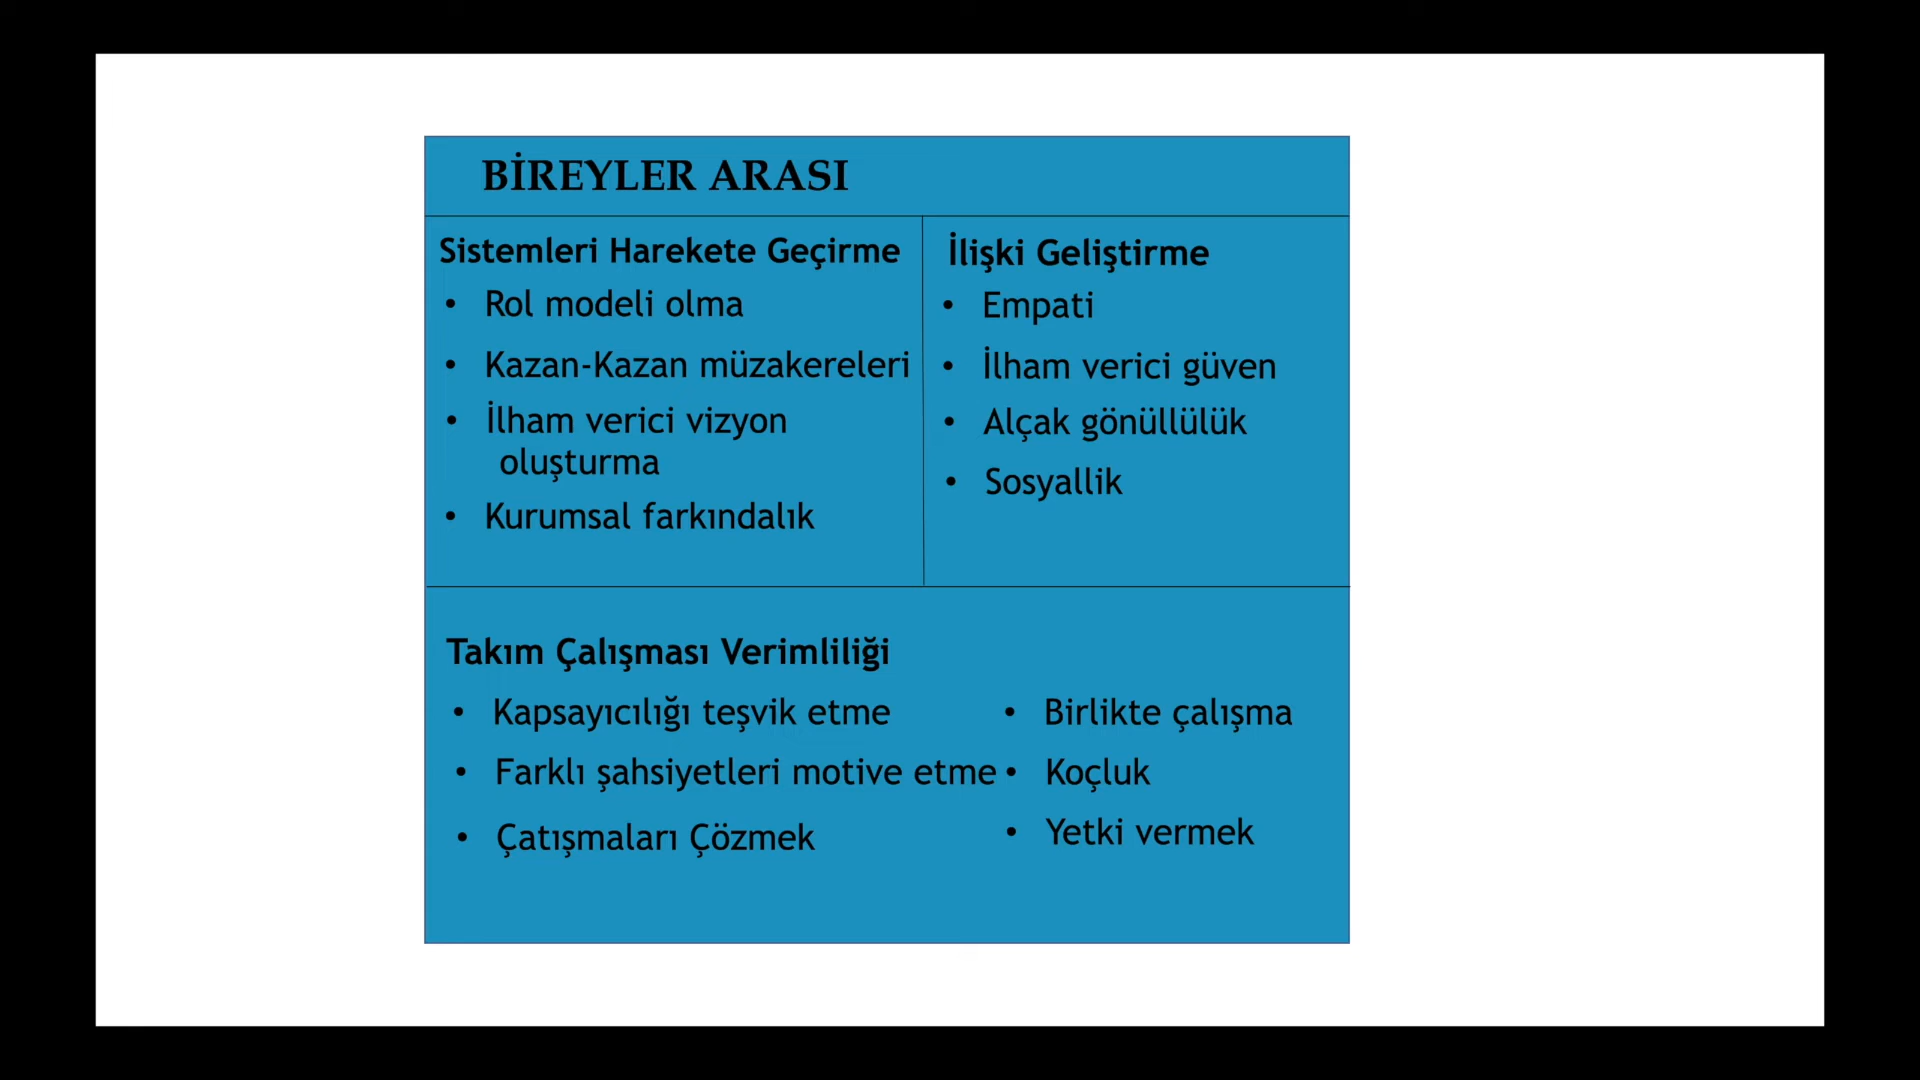 BİREYLER ARASI
Sistemleri Harekete Geçirme
• Rol modeli olma
• Kazan-Kazan müzakereleri
• İlham verici vizyon
oluşturma
• Kurumsal farkındalık
İlişki Geliştirme
• Empati
• İlham verici güven
• Alçak gönüllülük
• Sosyallik
Takım Çalışması Verimliliği
• Kapsayıcılığı teşvik etme
• Farklı şahsiyetleri motive etme
• Çatışmaları Çözmek
• Birlikte çalışma
• Koçluk
• Yetki vermek